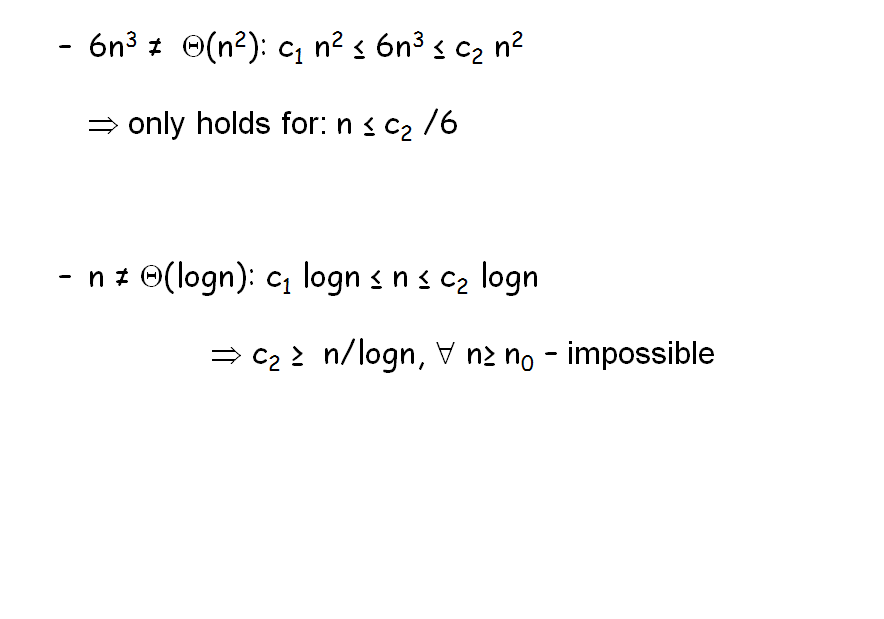 - 6n³ ≠ Θ(n²): c₁ n² ≤ 6n³ ≤ c₂ n²
⇒ only holds for: n ≤ c₂ /6
- n ≠ Θ(logn): c₁ logn ≤ n ≤ c₂ logn
⇒ c₂ ≥ n/logn, ∀ n≥ n₀ - impossible